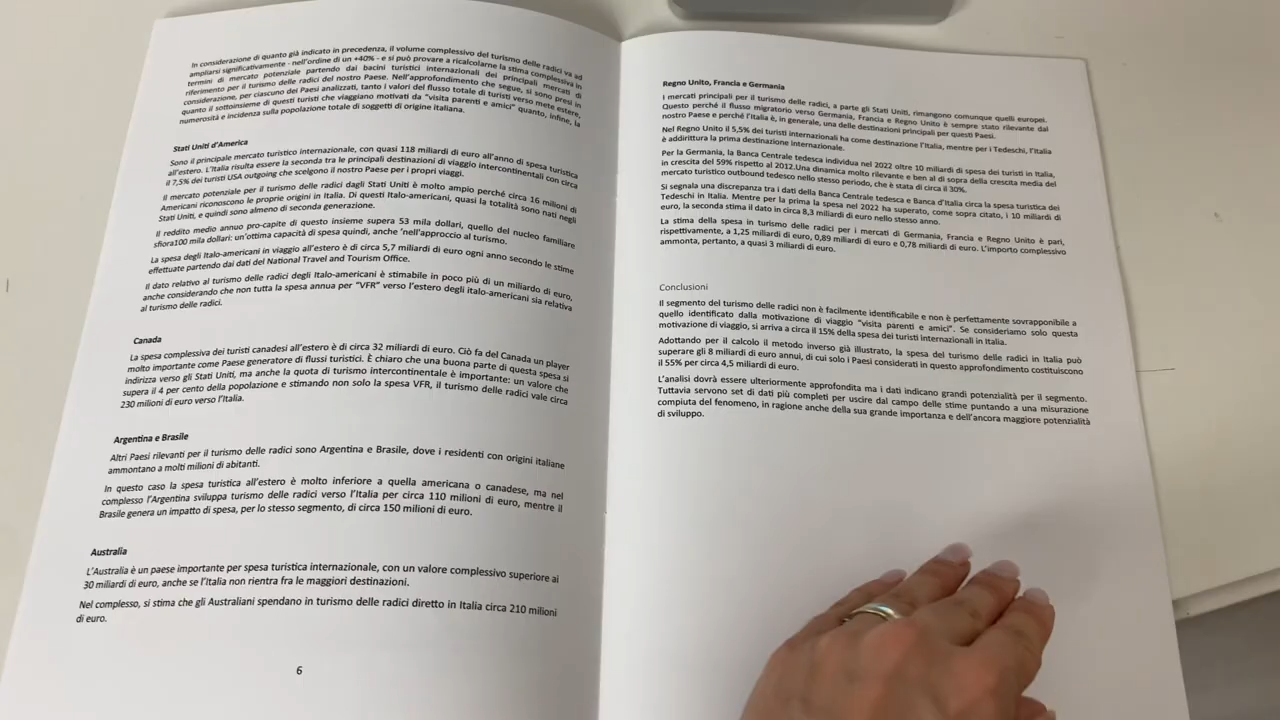 In considerazione di quanto già indicato in precedenza, il volume complessivo del turismo delle radici va ad
ampliarsi significativamente - nell'ordine di un +40% - e si può provare a ricalcolarne la stima complessiva in
termini di mercato potenziale partendo dai bacini turistici internazionali dei principali mercati di
riferimento per il turismo delle radici del nostro Paese. Nell'approfondimento che segue, si sono presi in
considerazione, per ciascuno dei Paesi analizzati, tanto i valori del flusso totale di turisti verso mete estere,
quanto il sottoinsieme di questi turisti che viaggiano motivati da "visita parenti e amici" quanto, infine, la
numerosità e incidenza sulla popolazione totale di soggetti di origine italiana.
Stati Uniti d'America
Sono il principale mercato turistico internazionale, con quasi 118 miliardi di euro all'anno di spesa turistica
all'estero. L'Italia risulta essere la seconda tra le principali destinazioni di viaggio intercontinentali con circa
il 7,5% dei turisti USA outgoing che scelgono il nostro Paese per i propri viaggi.
Il mercato potenziale per il turismo delle radici dagli Stati Uniti è molto ampio perché circa 16 milioni di
Americani riconoscono le proprie origini in Italia. Di questi Italo-americani, quasi la totalità sono nati negli
Stati Uniti, e quindi sono almeno di seconda generazione.
Il reddito medio annuo pro-capite di questo insieme supera 53 mila dollari, quello del nucleo familiare
sfiora100 mila dollari: un'ottima capacità di spesa quindi, anche 'nell'approccio al turismo.
La spesa degli Italo-americani in viaggio all'estero è di circa 5,7 miliardi di euro ogni anno secondo le stime
effettuate partendo dai dati del National Travel and Tourism Office.
Il dato relativo al turismo delle radici degli Italo-americani è stimabile in poco più di un miliardo di euro,
anche considerando che non tutta la spesa annua per "VFR" verso l'estero degli italo-americani sia relativa
al turismo delle radici.
Canada
La spesa complessiva dei turisti canadesi all'estero è di circa 32 miliardi di euro. Ciò fa del Canada un player
molto importante come Paese generatore di flussi turistici. È chiaro che una buona parte di questa spesa si
indirizza verso gli Stati Uniti, ma anche la quota di turismo intercontinentale è importante: un valore che
supera il 4 per cento della popolazione e stimando non solo la spesa VFR, il turismo delle radici vale circa
230 milioni di euro verso l'Italia.
Argentina e Brasile
Altri Paesi rilevanti per il turismo delle radici sono Argentina e Brasile, dove i residenti con origini italiane
ammontano a molti milioni di abitanti.
In questo caso la spesa turistica all'estero è molto inferiore a quella americana o canadese, ma nel
complesso l'Argentina sviluppa turismo delle radici verso l'Italia per circa 110 milioni di euro, mentre il
Brasile genera un impatto di spesa, per lo stesso segmento, di circa 150 milioni di euro.
Australia
L'Australia è un paese importante per spesa turistica internazionale, con un valore complessivo superiore ai
30 miliardi di euro, anche se l'Italia non rientra fra le maggiori destinazioni.
Nel complesso, si stima che gli Australiani spendano in turismo delle radici diretto in Italia circa 210 milioni
di euro.
6
Regno Unito, Francia e Germania
I mercati principali per il turismo delle radici, a parte gli Stati Uniti, rimangono comunque quelli europei.
Questo perché il flusso migratorio verso Germania, Francia e Regno Unito è sempre stato rilevante dal
nostro Paese e perché l'Italia è, in generale, una delle destinazioni principali per questi Paesi.
Nel Regno Unito il 5,5% dei turisti internazionali ha come destinazione l'Italia, mentre per i Tedeschi, l'Italia
è addirittura la prima destinazione internazionale.
Per la Germania, la Banca Centrale tedesca individua nel 2022 oltre 10 miliardi di spesa dei turisti in Italia,
in crescita del 59% rispetto al 2012.Una dinamica molto rilevante e ben al di sopra della crescita media del
mercato turistico outbound tedesco nello stesso periodo, che è stata di circa il 30%.
Si segnala una discrepanza tra i dati della Banca Centrale tedesca e Banca d'Italia circa la spesa turistica dei
Tedeschi in Italia. Mentre per la prima la spesa nel 2022 ha superato, come sopra citato, i 10 miliardi di
euro, la seconda stima il dato in circa 8,3 miliardi di euro nello stesso anno.
La stima della spesa in turismo delle radici per i mercati di Germania, Francia e Regno Unito è pari,
rispettivamente, a 1,25 miliardi di euro, 0,89 miliardi di euro e 0,78 miliardi di euro. L'importo complessivo
ammonta, pertanto, a quasi 3 miliardi di euro.
Conclusioni
Il segmento del turismo delle radici non è facilmente identificabile e non è perfettamente sovrapponibile a
quello identificato dalla motivazione di viaggio "visita parenti e amici". Se consideriamo solo questa
motivazione di viaggio, si arriva a circa il 15% della spesa dei turisti internazionali in Italia.
Adottando per il calcolo il metodo inverso già illustrato, la spesa del turismo delle radici in Italia può
superare gli 8 miliardi di euro annui, di cui solo i Paesi considerati in questo approfondimento costituiscono
il 55% per circa 4,5 miliardi di euro.
L'analisi dovrà essere ulteriormente approfondita ma i dati indicano grandi potenzialità per il segmento.
Tuttavia servono set di dati più completi per uscire dal campo delle stime puntando a una misurazione
compiuta del fenomeno, in ragione anche della sua grande importanza e dell'ancora maggiore potenzialità
di sviluppo.